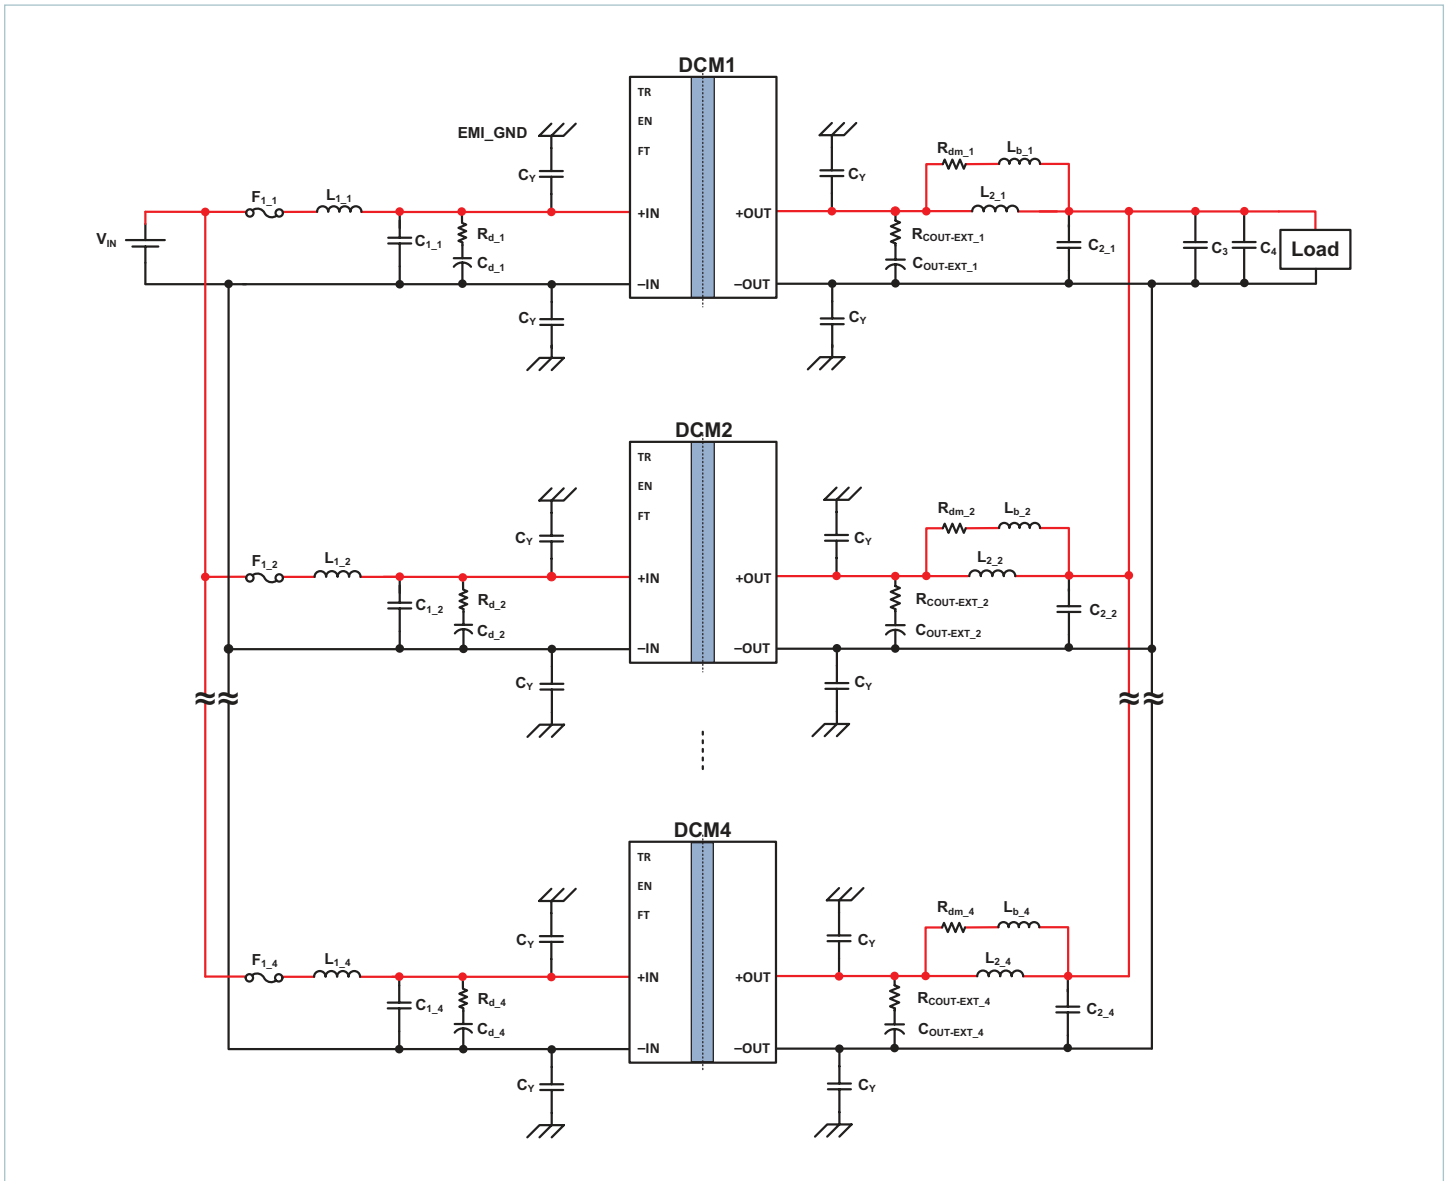 DCM1
TR
EN
FT
+IN
–IN
+OUT
–OUT
EMI_GND
CY
CY
CY
CY
VIN
F1_1
L1_1
C1_1
Rd_1
Cd_1
Rdm_1
Lb_1
L2_1
RCOUT-EXT_1
COUT-EXT_1
C2_1
C3
C4
Load
DCM2
TR
EN
FT
+IN
–IN
+OUT
–OUT
CY
CY
CY
CY
F1_2
L1_2
C1_2
Rd_2
Cd_2
Rdm_2
Lb_2
L2_2
RCOUT-EXT_2
COUT-EXT_2
C2_2
DCM4
TR
EN
FT
+IN
–IN
+OUT
–OUT
CY
CY
CY
CY
F1_4
L1_4
C1_4
Rd_4
Cd_4
Rdm_4
Lb_4
L2_4
RCOUT-EXT_4
COUT-EXT_4
C2_4